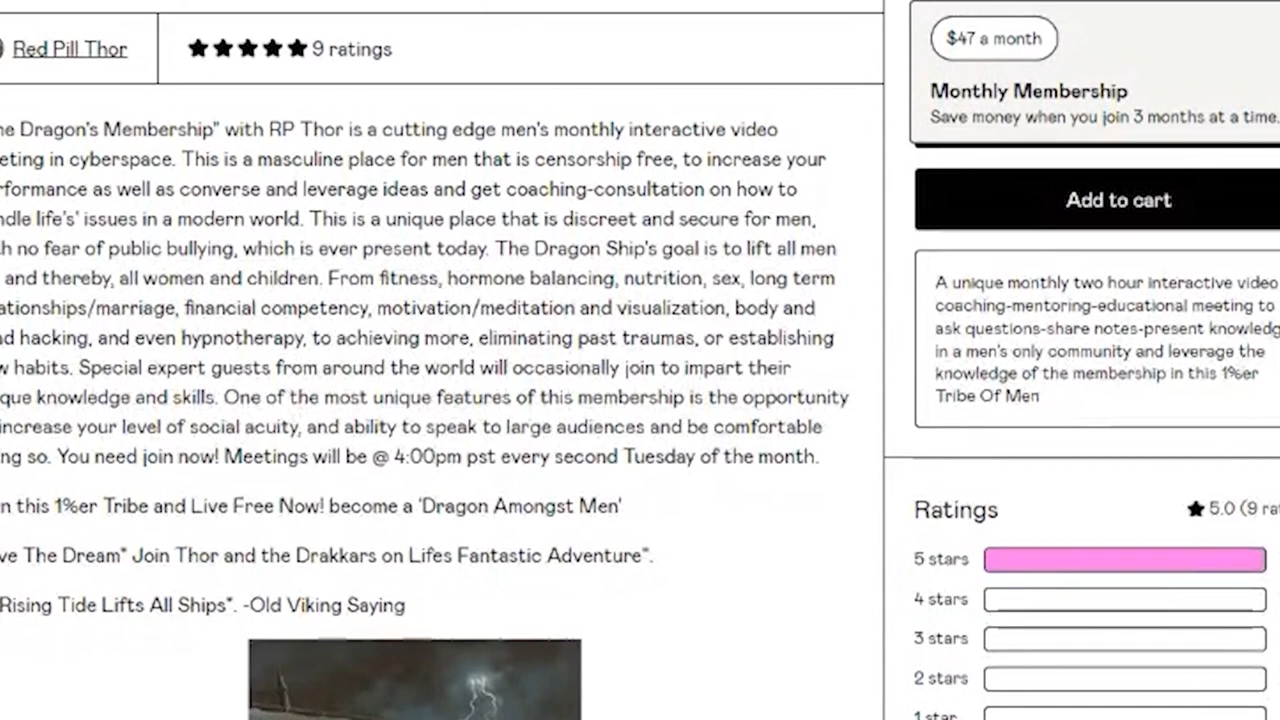 Red Pill Thor
9 ratings
"The Dragon's Membership" with RP Thor is a cutting edge men's monthly interactive video
in cyberspace. This is a masculine place for men that is censorship free, to increase your
as well as converse and leverage ideas and get coaching-consultation on how to
life's' issues in a modern world. This is a unique place that is discreet and secure for men,
no fear of public bullying, which is ever present today. The Dragon Ship's goal is to lift all men
and thereby, all women and children. From fitness, hormone balancing, nutrition, sex, long term
financial competency, motivation/meditation and visualization, body and
hacking, and even hypnotherapy, to achieving more, eliminating past traumas, or establishing
habits. Special expert guests from around the world will occasionally join to impart their
knowledge and skills. One of the most unique features of this membership is the opportunity
increase your level of social acuity, and ability to speak to large audiences and be comfortable
so. You need join now! Meetings will be @ 4:00pm pst every second Tuesday of the month.
this 1%er Tribe and Live Free Now! become a 'Dragon Amongst Men'
The Dream* Join Thor and the Drakkars on Lifes Fantastic Adventure*.
Rising Tide Lifts All Ships*. -Old Viking Saying
$47 a month
Monthly Membership
Save money when you join 3 months at a time.
Add to cart
A unique monthly two hour interactive video
coaching-mentoring-educational meeting to
ask questions-share notes-present
in a men's only community and leverage the
knowledge of the membership in this 1%er
Tribe Of Men
Ratings
5.0 (9
5 stars
4 stars
3 stars
2 stars
1 star